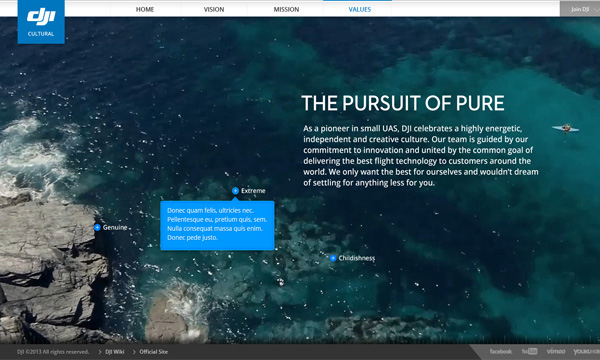 dji
CULTURAL
HOME
VISION
MISSION
VALUES
Join DJI
THE PURSUIT OF PURE
As a pioneer in small UAS, DJI celebrates a highly energetic,
independent and creative culture. Our team is guided by our
commitment to innovation and united by the common goal of
delivering the best flight technology to customers around the
world. We only want the best for ourselves and wouldn't dream
of settling for anything less for you.
Extreme
Donec quam felis, ultricies nec.
Pellentesque eu, pretium quis, sem.
Nulla consequat massa quis enim.
Donec pede justo.
Genuine
Childishness
DJI ©2013 All rights reserved.
DJI Wiki
Official Site
facebook
YouTube
vimeo